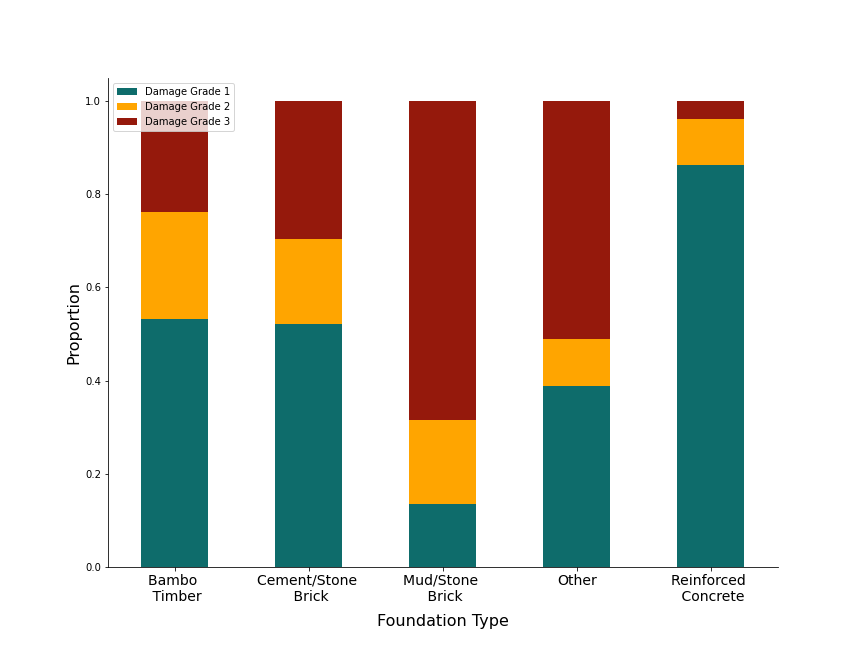 Damage Grade 1
Damage Grade 2
Damage Grade 3
1.0
0.8
0.6
0.4
0.2
0.0
Proportion
Bambo
Timber
Cement/Stone
Brick
Mud/Stone
Brick
Other
Reinforced
Concrete
Foundation Type